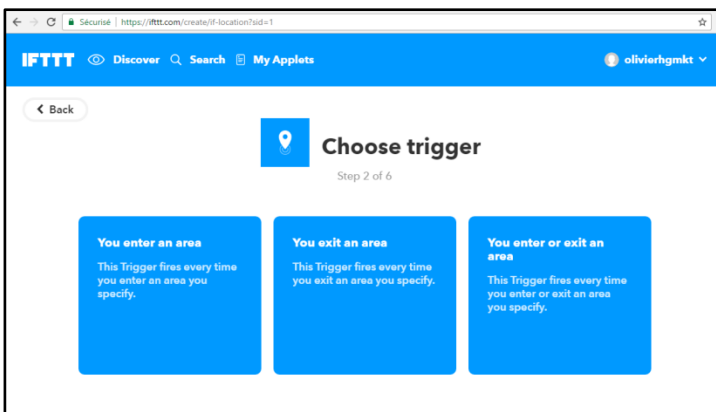 Sécurisé | https://ifttt.com/create/if-location?sid=1
IFTTT Discover Search My Applets olivierhgmkt
Back
Choose trigger
Step 2 of 6
You enter an area
This Trigger fires every time
you enter an area you
specify.
You exit an area
This Trigger fires every time
you exit an area you specify.
You enter or exit an
area
This Trigger fires every time
you enter or exit an area
you specify.